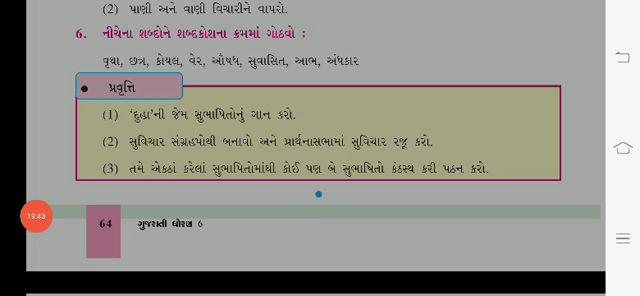 (2) પાણી અને વાણી વિચારીને વાપરો.
6. નીચેના શબ્દોને શબ્દકોશના ક્રમમાં ગોઠવો :
વૃથા, છત્ર, કોયલ, વેર, ઔષધ, સુવાસિત, આભ, અંધકાર
● પ્રવૃત્તિ
(1) ‘દુહા’ની જેમ સુભાષિતોનું ગાન કરો.
(2) સુવિચાર સંગ્રહપોથી બનાવો અને પ્રાર્થનાસભામાં સુવિચાર રજૂ કરો.
(3) તમે એકઠાં કરેલાં સુભાષિતોમાંથી કોઈ પણ બે સુભાષિતો કંઠસ્થ કરી પઠન કરો.
19:43
64 ગુજરાતી ધોરણ 6